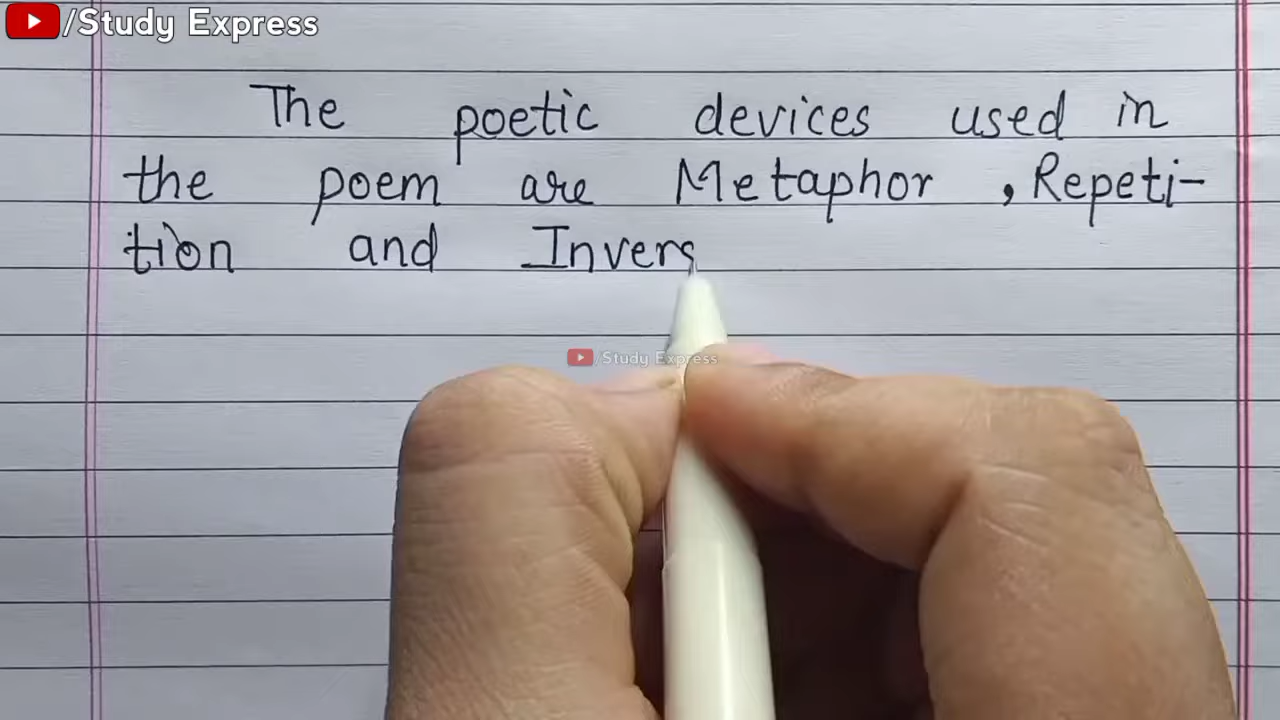 /Study Express
The poetic devices used in
the poem are Metaphor , Repeti-
tion and Invers
/Study Express